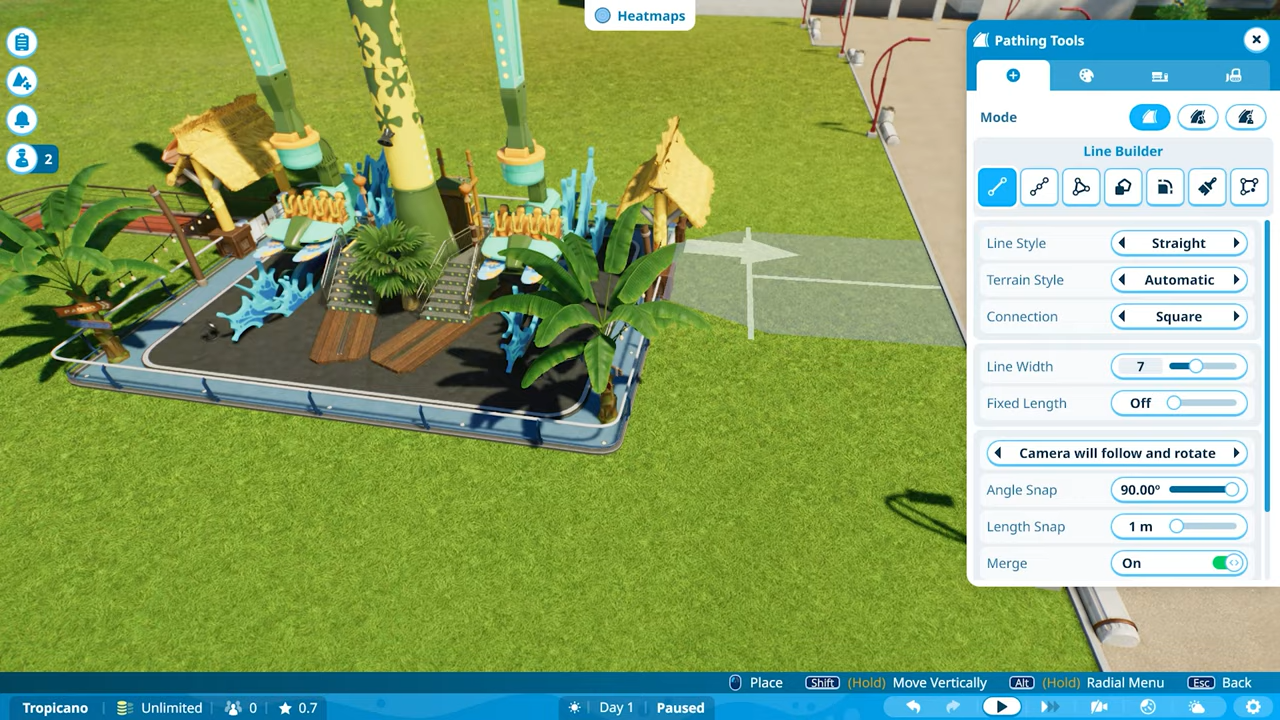 Heatmaps
2
Pathing Tools
Mode
Line Builder
Line Style
Straight
Terrain Style
Automatic
Connection
Square
Line Width
7
Fixed Length
Off
Camera will follow and rotate
Angle Snap
90.00°
Length Snap
1 m
Merge
On
Place
Shift
(Hold)
Move Vertically
Alt
(Hold)
Radial Menu
Esc
Back
Tropicano
Unlimited
0
0.7
Day 1
Paused